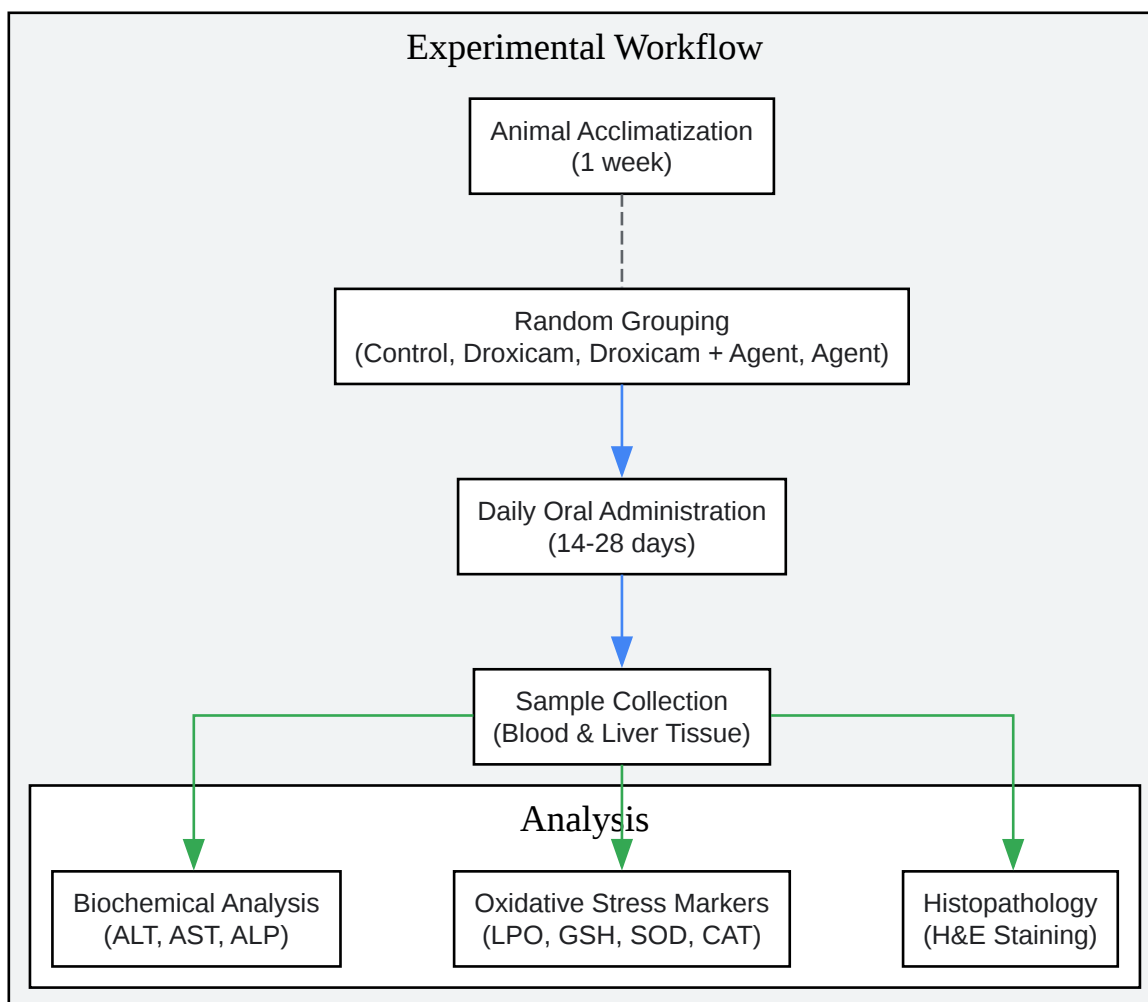 Experimental Workflow
Animal Acclimatization
(1 week)
Random Grouping
(Control, Droxicam, Droxicam + Agent, Agent)
Daily Oral Administration
(14-28 days)
Sample Collection
(Blood & Liver Tissue)
Analysis
Biochemical Analysis
(ALT, AST, ALP)
Oxidative Stress Markers
(LPO, GSH, SOD, CAT)
Histopathology
(H&E Staining)